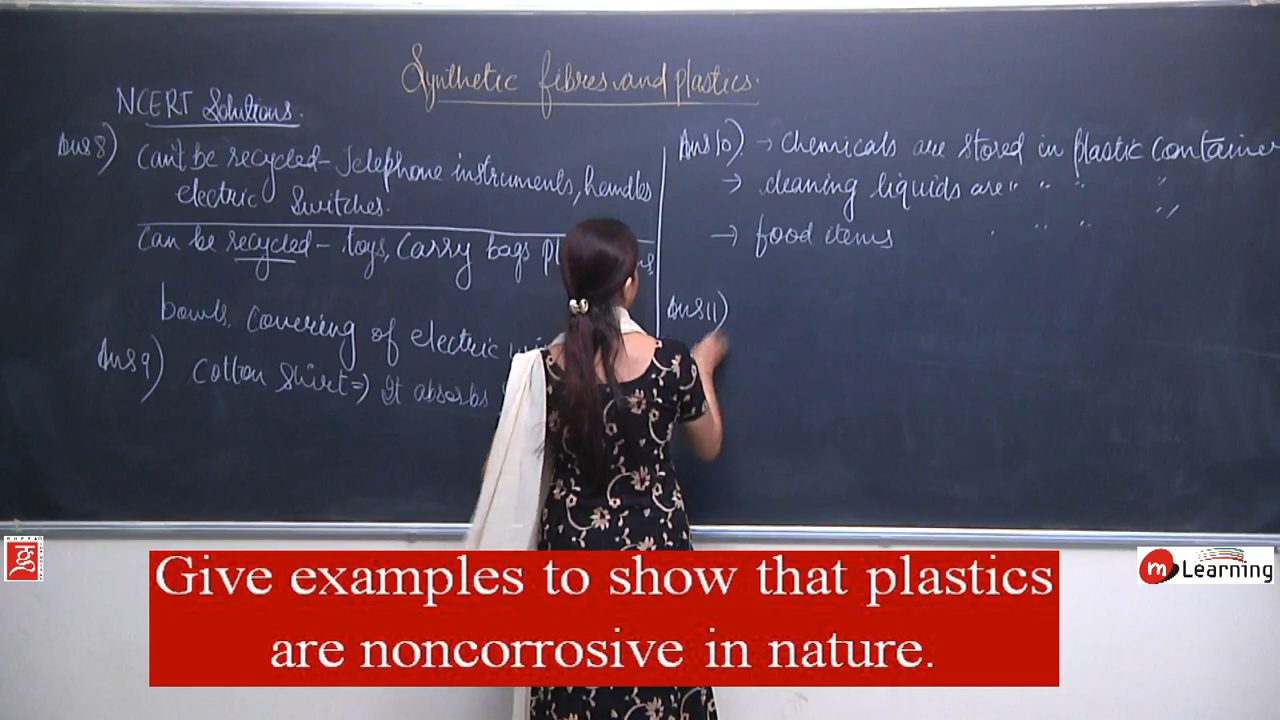 Synthetic fibres and plastics.
NCERT Solutions.
Ans 8) Can't be recycled - Telephone instruments, handles
electric Switches.
Can be recycled - toys, Carry bags
bowls, covering of electric
Ans 9) Cotton Shirt => It absorbs
Ans 10) → Chemicals are stored in plastic container
→ cleaning liquids are " " " "
→ food items " " " "
Ans 11)
Give examples to show that plastics
are noncorrosive in nature.
m Learning